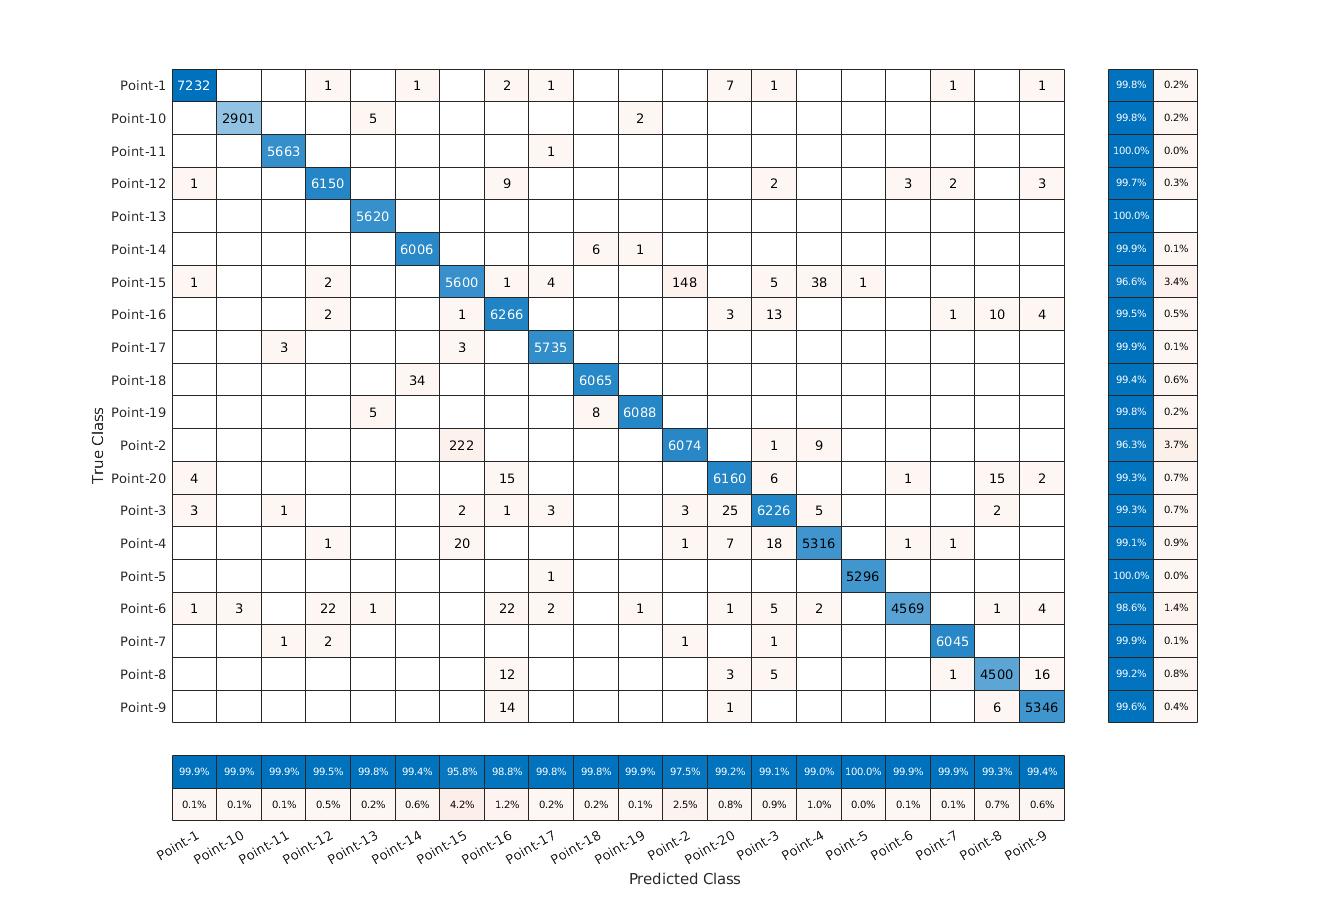 Point-1 7232 1 1 2 1 7 1 1 1 99.8% 0.2%
Point-10 2901 5 2 99.8% 0.2%
Point-11 5663 1 100.0% 0.0%
Point-12 1 6150 9 2 3 2 3 99.7% 0.3%
Point-13 5620 100.0%
Point-14 6006 6 1 99.9% 0.1%
Point-15 1 2 5600 1 4 148 5 38 1 96.6% 3.4%
Point-16 2 1 6266 3 13 1 10 4 99.5% 0.5%
Point-17 3 3 5735 99.9% 0.1%
Point-18 34 6065 99.4% 0.6%
Point-19 5 8 6088 99.8% 0.2%
True Class
Point-2 222 6074 1 9 96.3% 3.7%
Point-20 4 15 6160 6 1 15 2 99.3% 0.7%
Point-3 3 1 2 1 3 3 25 6226 5 2 99.3% 0.7%
Point-4 1 20 1 7 18 5316 1 1 99.1% 0.9%
Point-5 1 5296 100.0% 0.0%
Point-6 1 3 22 1 22 2 1 1 5 2 4569 1 4 98.6% 1.4%
Point-7 1 2 1 1 6045 99.9% 0.1%
Point-8 12 3 5 1 4500 16 99.2% 0.8%
Point-9 14 1 6 5346 99.6% 0.4%
99.9% 99.9% 99.9% 99.5% 99.8% 99.4% 95.8% 98.8% 99.8% 99.8% 99.9% 97.5% 99.2% 99.1% 99.0% 100.0% 99.9% 99.9% 99.3% 99.4%
0.1% 0.1% 0.1% 0.5% 0.2% 0.6% 4.2% 1.2% 0.2% 0.2% 0.1% 2.5% 0.8% 0.9% 1.0% 0.0% 0.1% 0.1% 0.7% 0.6%
Point-1 Point-10 Point-11 Point-12 Point-13 Point-14 Point-15 Point-16 Point-17 Point-18 Point-19 Point-2 Point-20 Point-3 Point-4 Point-5 Point-6 Point-7 Point-8 Point-9
Predicted Class